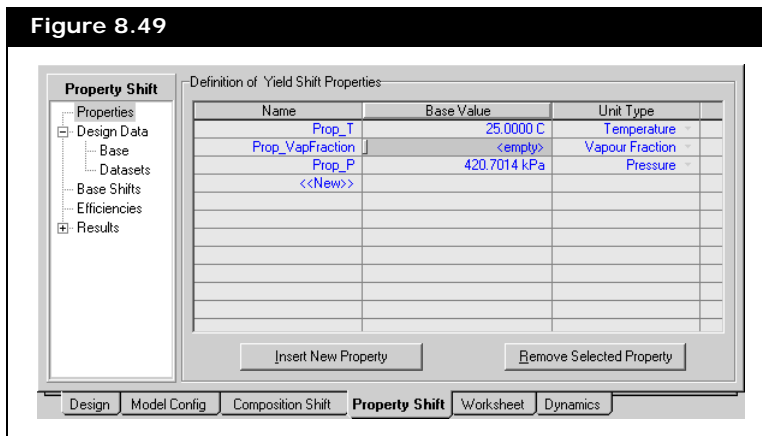 Figure 8.49
Property Shift
Properties
Design Data
Base
Datasets
Base Shifts
Efficiencies
Results
Definition of Yield Shift Properties
Name Base Value Unit Type
Prop_T 25.0000 C Temperature
Prop_VapFraction <empty> Vapour Fraction
Prop_P 420.7014 kPa Pressure
<<New>>
Insert New Property Remove Selected Property
Design Model Config Composition Shift Property Shift Worksheet Dynamics